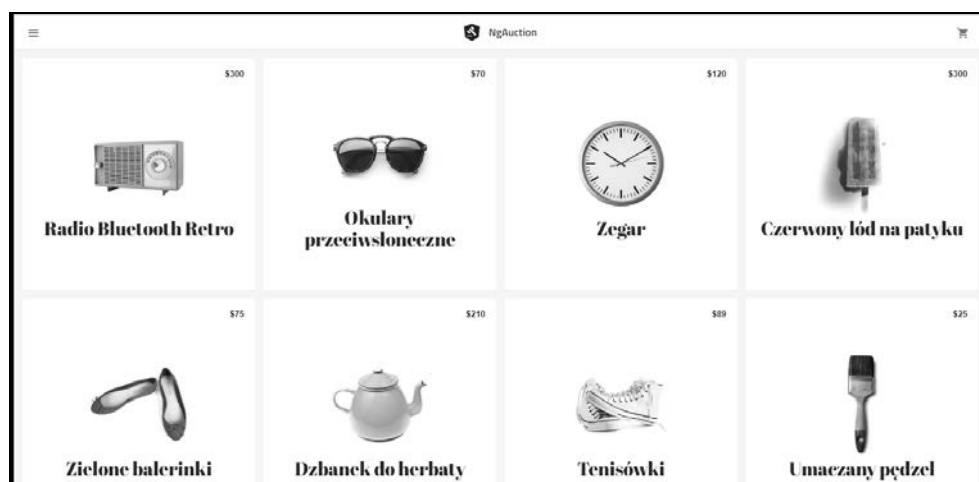 NgAuction
$300
$70
$120
$300
Radio Bluetooth Retro
Okulary
przeciwsłoneczne
Zegar
Czerwony lód na patyku
$75
$210
$89
$25
Zielone balerinki
Dzbanek do herbaty
Tenisówki
Umaczany pędzel